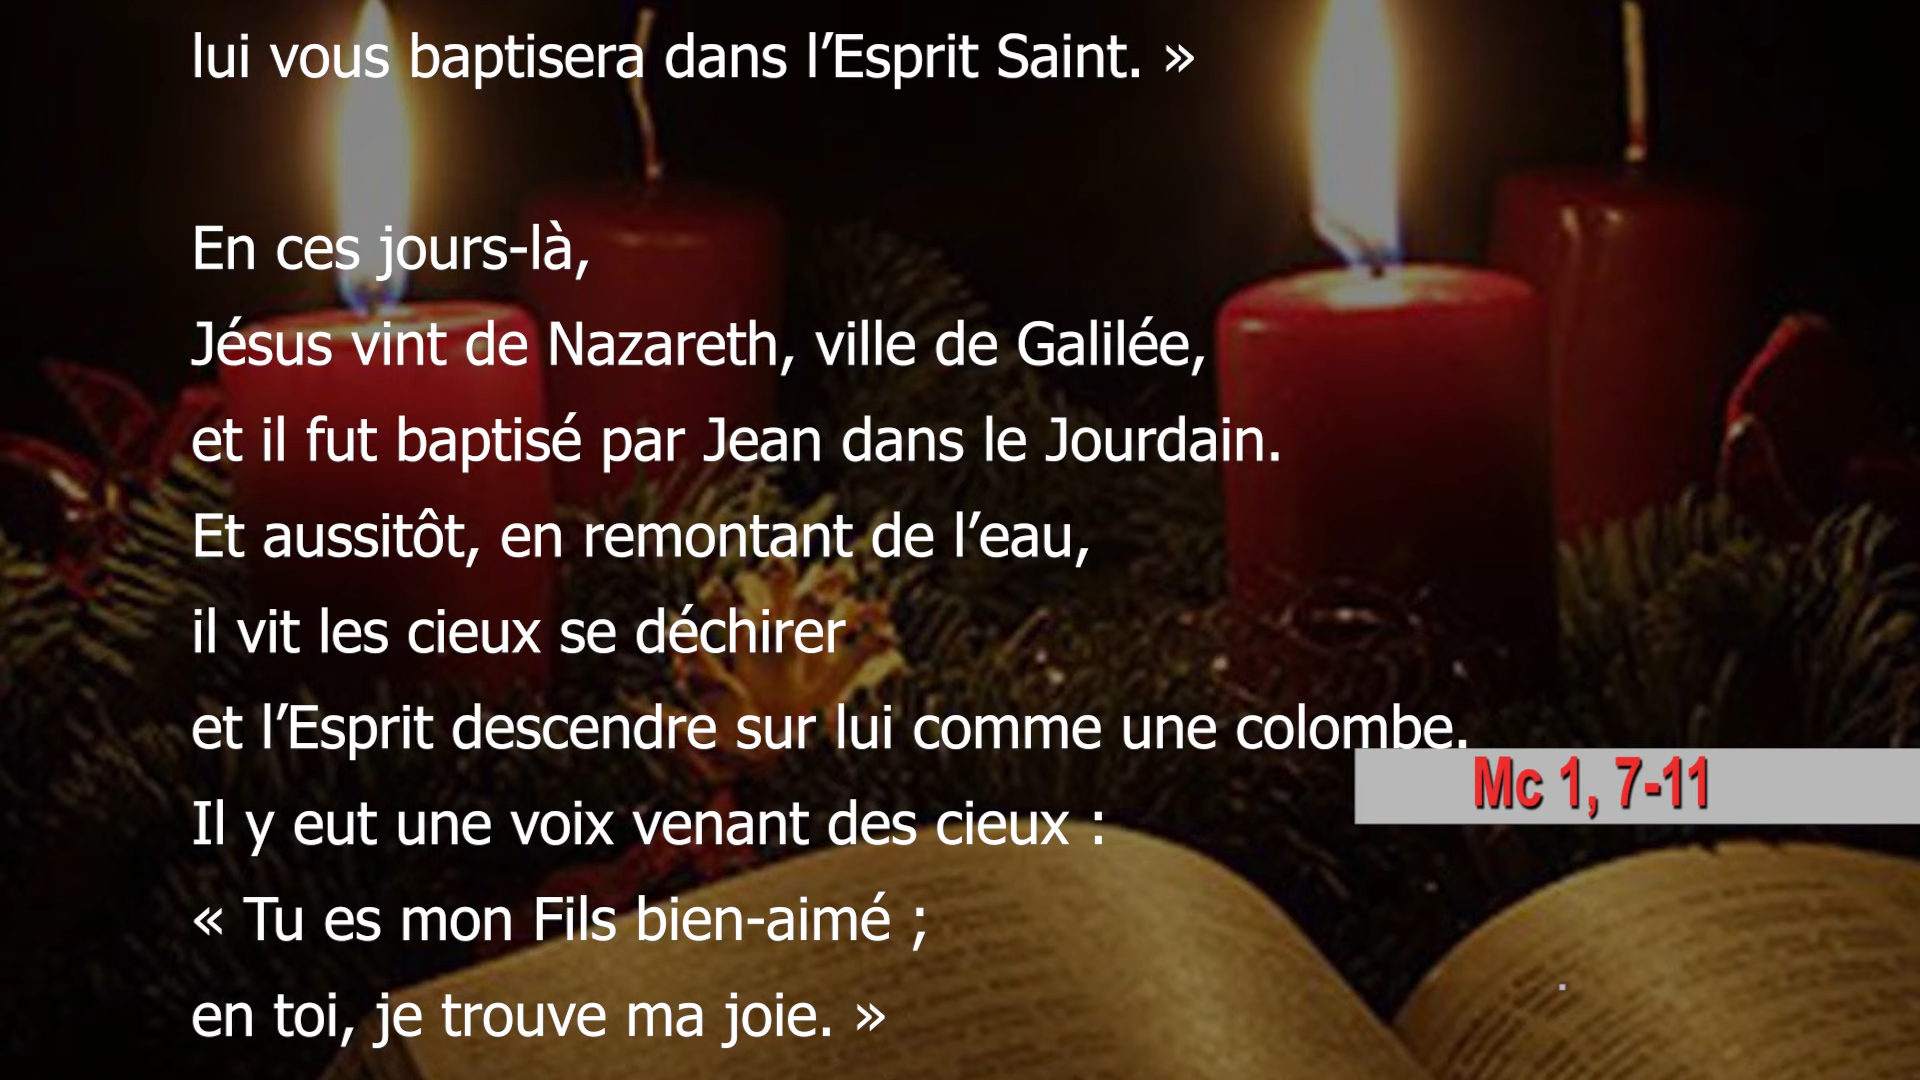 lui vous baptisera dans l’Esprit Saint. »
En ces jours-là,
Jésus vint de Nazareth, ville de Galilée,
et il fut baptisé par Jean dans le Jourdain.
Et aussitôt, en remontant de l’eau,
il vit les cieux se déchirer
et l’Esprit descendre sur lui comme une colombe.
Mc 1, 7-11
Il y eut une voix venant des cieux :
« Tu es mon Fils bien-aimé ;
en toi, je trouve ma joie. »